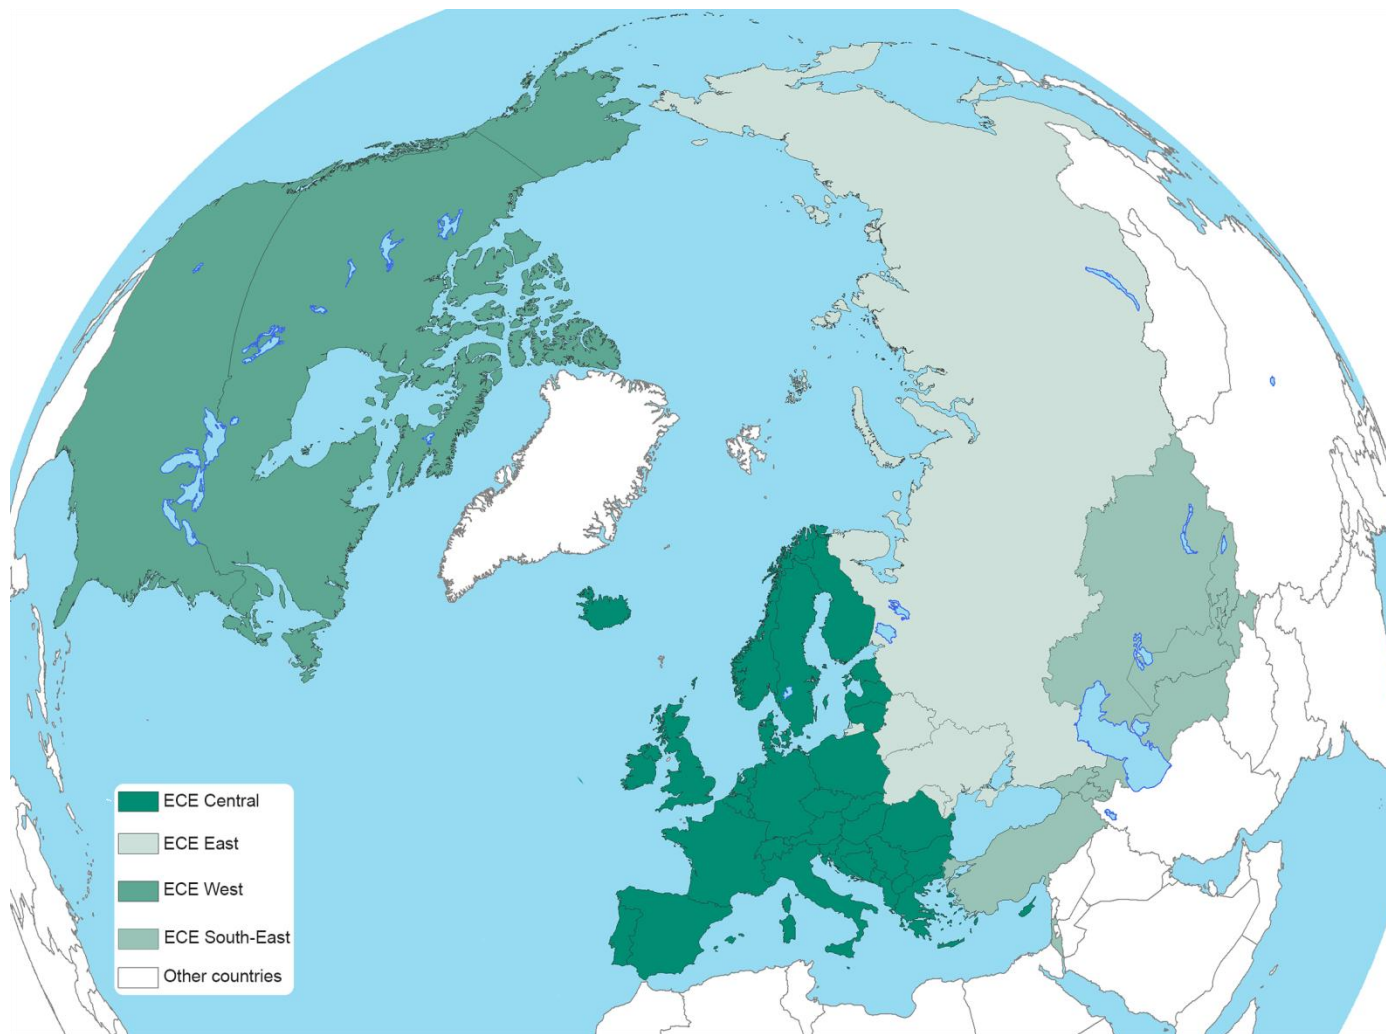 ECE Central
ECE East
ECE West
ECE South-East
Other countries